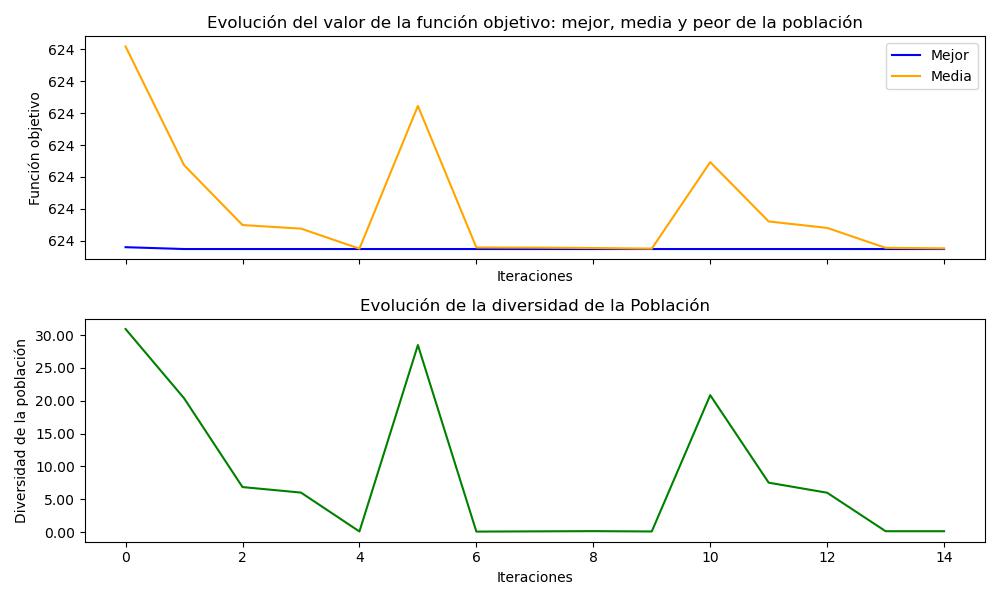 Evolución del valor de la función objetivo: mejor, media y peor de la población
624
624
624
624
624
624
624
Función objetivo
Mejor
Media
Iteraciones
Evolución de la diversidad de la Población
30.00
25.00
20.00
15.00
10.00
5.00
0.00
Diversidad de la población
0 2 4 6 8 10 12 14
Iteraciones